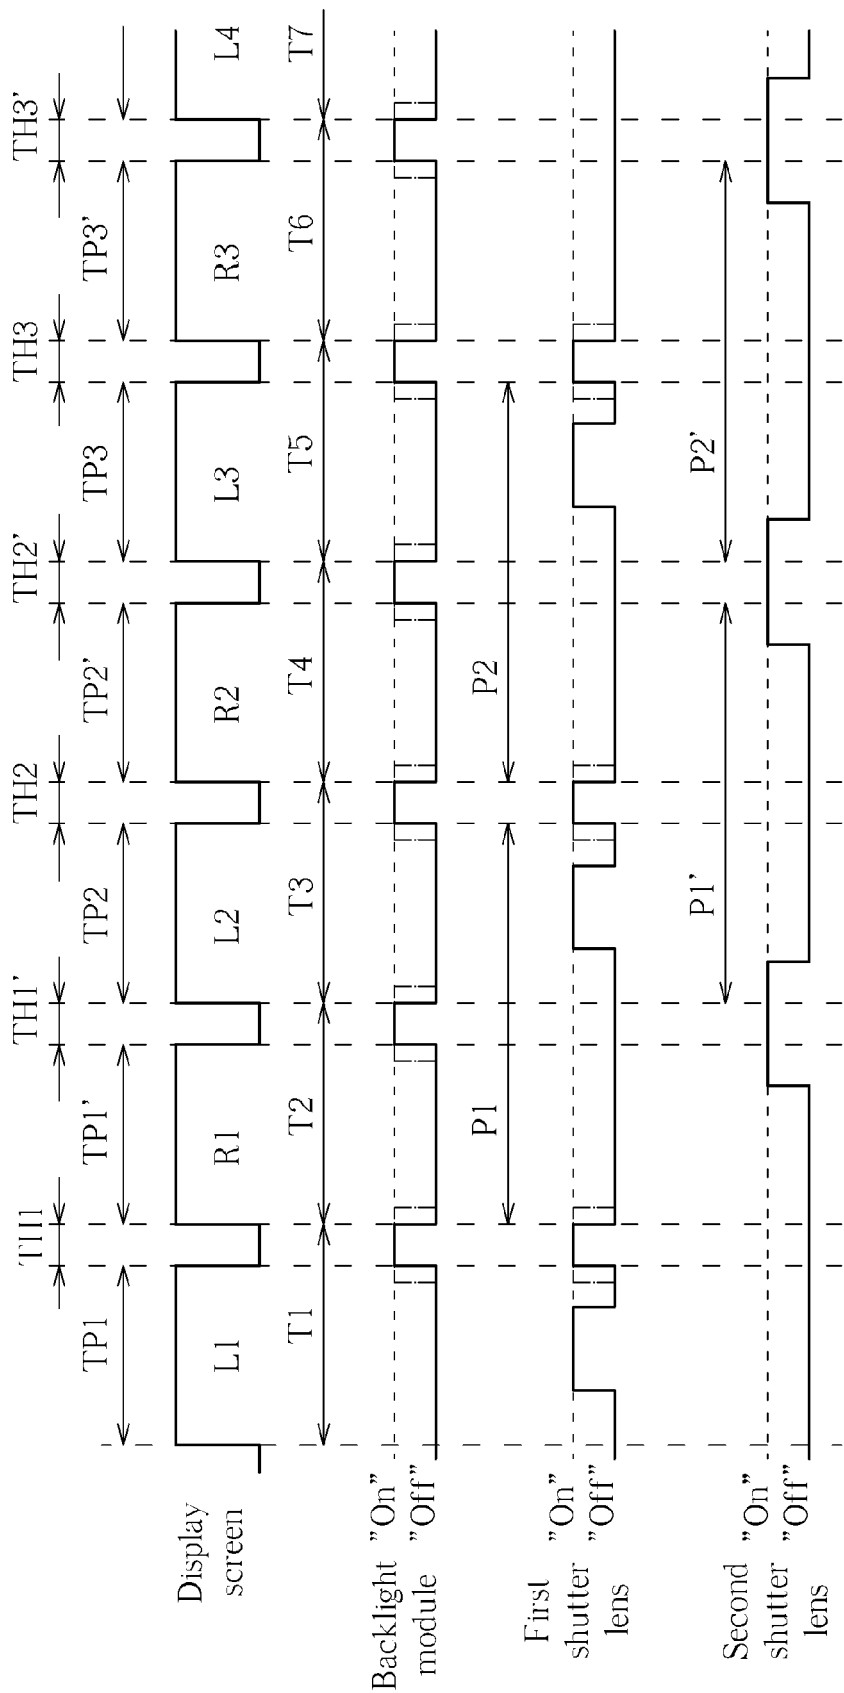 TH1 TH1' TH2 TH2' TH3 TH3'
TP1 TP1' TP2 TP2' TP3 TP3'
Display
screen
L1 R1 L2 R2 L3 R3 L4
T1 T2 T3 T4 T5 T6 T7
Backlight "On"
module "Off"
P1 P2
First "On"
shutter "Off"
lens
P1' P2'
Second "On"
shutter "Off"
lens